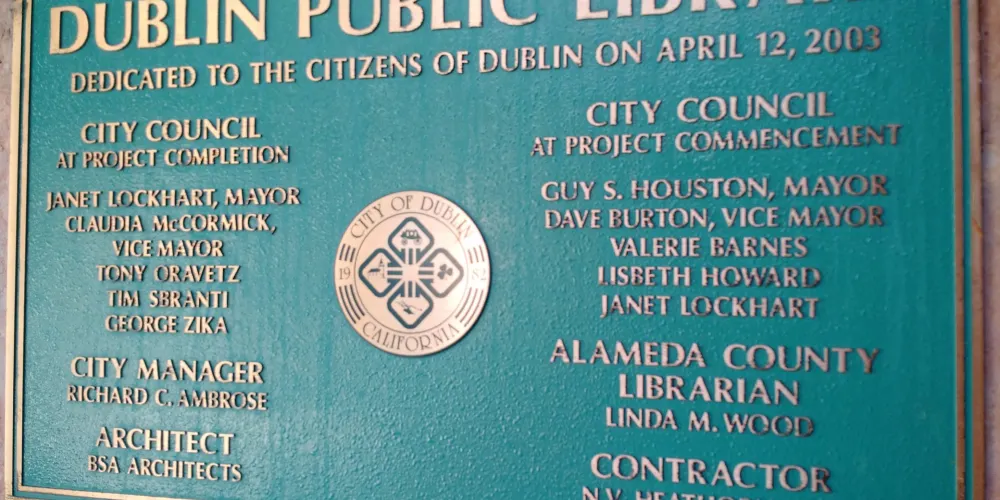 DUBLIN PUBLIC
DEDICATED TO THE CITIZENS OF DUBLIN ON APRIL 12, 2003
CITY COUNCIL
AT PROJECT COMPLETION
JANET LOCKHART, MAYOR
CLAUDIA McCORMICK,
VICE MAYOR
TONY ORAVETZ
TIM SBRANTI
GEORGE ZIKA
CITY MANAGER
RICHARD C. AMBROSE
ARCHITECT
BSA ARCHITECTS
CITY OF DUBLIN
19 82
CALIFORNIA
CITY COUNCIL
AT PROJECT COMMENCEMENT
GUY S. HOUSTON, MAYOR
DAVE BURTON, VICE MAYOR
VALERIE BARNES
LISBETH HOWARD
JANET LOCKHART
ALAMEDA COUNTY
LIBRARIAN
LINDA M. WOOD
CONTRACTOR
N.V.